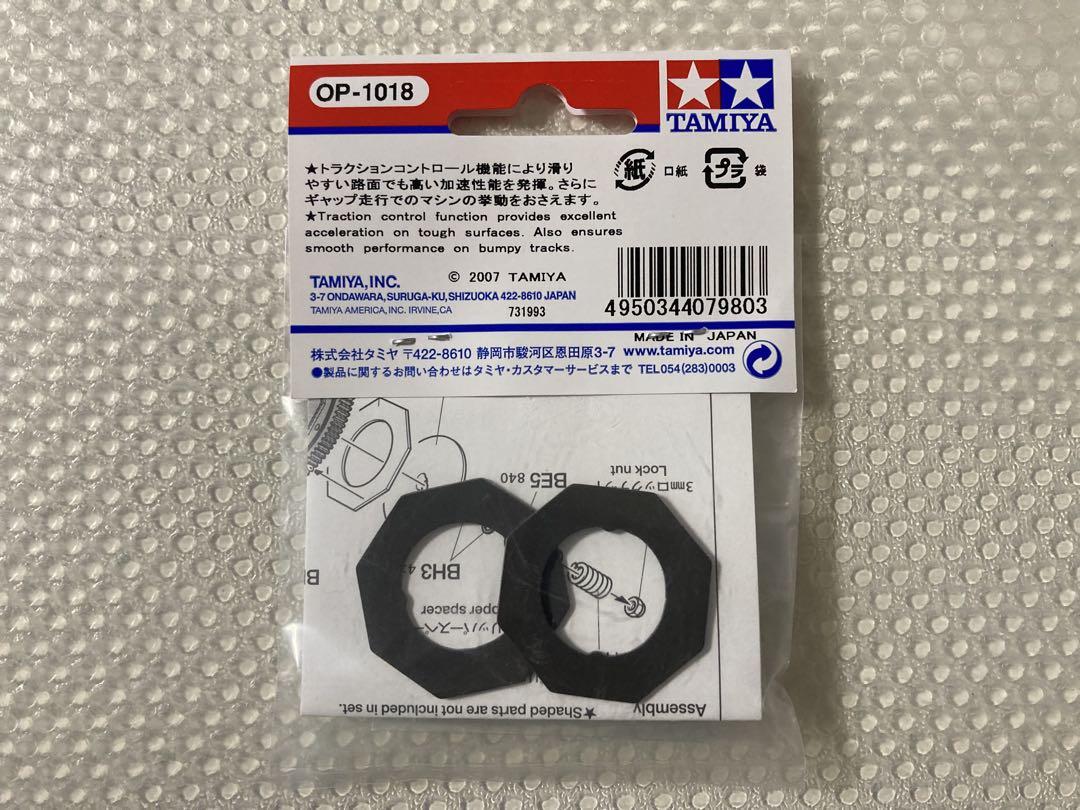 OP-1018
TAMIYA
★トラクションコントロール機能により滑り
やすい路面でも高い加速性能を発揮。さらに
ギャップ走行でのマシンの挙動をおさえます。
★Traction control function provides excellent
acceleration on tough surfaces. Also ensures
smooth performance on bumpy tracks.
紙 口紙 プラ 袋
TAMIYA, INC.
© 2007 TAMIYA
3-7 ONDAWARA, SURUGA-KU, SHIZUOKA 422-8610 JAPAN
TAMIYA AMERICA, INC. IRVINE, CA
731993
4950344079803
MADE IN JAPAN
株式会社タミヤ 〒422-8610 静岡市駿河区恩田原3-7 www.tamiya.com
●製品に関するお問い合わせはタミヤ・カスタマーサービスまで TEL054(283)0003
Assembly
★Shaded parts are not included in set.
BH3
BE5 840
Lock nut
spacer